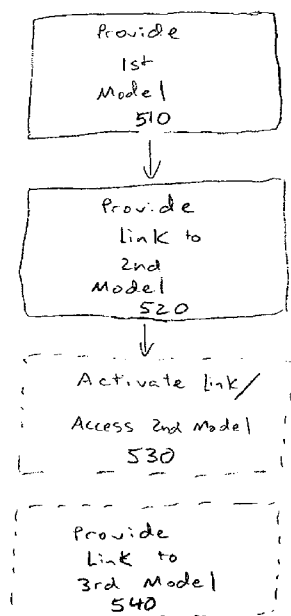 Provide
1st
Model
510
Provide
Link to
2nd
Model
520
Activate Link/
Access 2nd Model
530
Provide
Link to
3rd Model
540